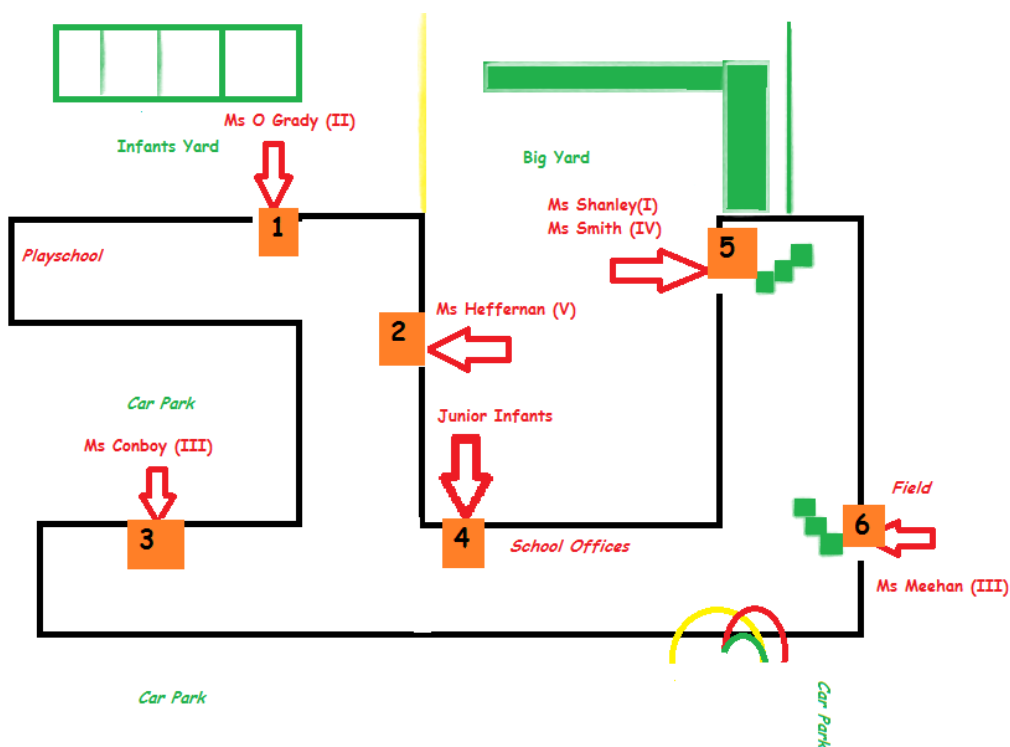 Ms O Grady (II)
Infants Yard
Big Yard
Ms Shanley(I)
Ms Smith (IV)
1
5
Playschool
Ms Heffernan (V)
2
Car Park
Junior Infants
Ms Conboy (III)
Field
3
4
School Offices
6
Ms Meehan (III)
Car Park
Car Park